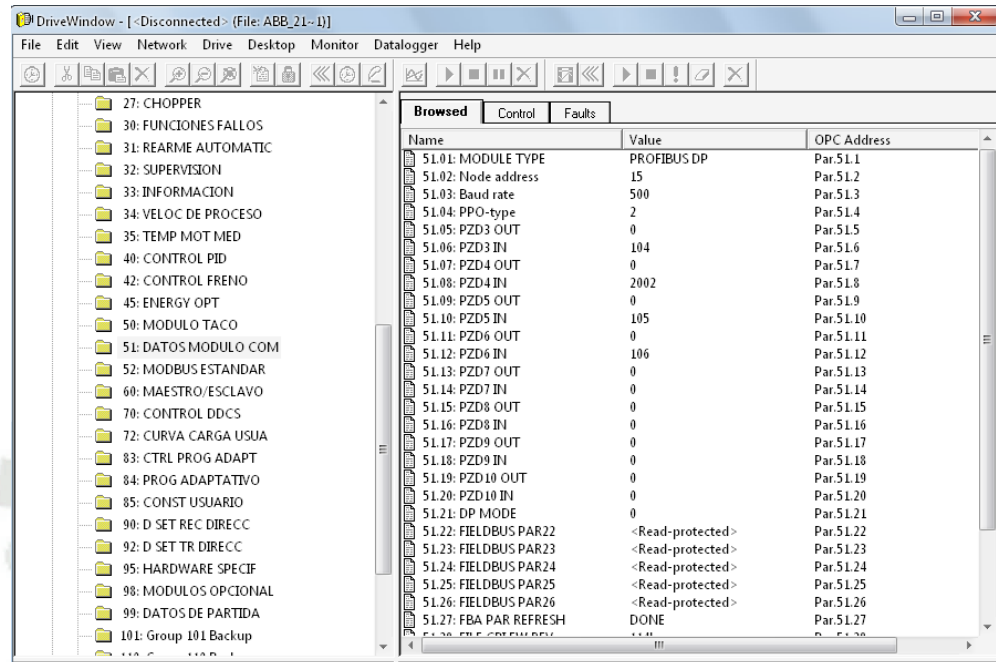 DriveWindow - [<Disconnected> {File: ABB_21~1}]
File Edit View Network Drive Desktop Monitor Datalogger Help
27: CHOPPER
30: FUNCIONES FALLOS
31: REARME AUTOMATIC
32: SUPERVISION
33: INFORMACION
34: VELOC DE PROCESO
35: TEMP MOT MED
40: CONTROL PID
42: CONTROL FRENO
45: ENERGY OPT
50: MODULO TACO
51: DATOS MODULO COM
52: MODBUS ESTANDAR
60: MAESTRO/ESCLAVO
70: CONTROL DDCS
72: CURVA CARGA USUA
83: CTRL PROG ADAPT
84: PROG ADAPTATIVO
85: CONST USUARIO
90: D SET REC DIRECC
92: D SET TR DIRECC
95: HARDWARE SPECIF
98: MODULOS OPCIONAL
99: DATOS DE PARTIDA
101: Group 101 Backup
Browsed Control Faults
Name Value OPC Address
51.01: MODULE TYPE PROFIBUS DP Par.51.1
51.02: Node address 15 Par.51.2
51.03: Baud rate 500 Par.51.3
51.04: PPO-type 2 Par.51.4
51.05: PZD3 OUT 0 Par.51.5
51.06: PZD3 IN 104 Par.51.6
51.07: PZD4 OUT 0 Par.51.7
51.08: PZD4 IN 2002 Par.51.8
51.09: PZD5 OUT 0 Par.51.9
51.10: PZD5 IN 105 Par.51.10
51.11: PZD6 OUT 0 Par.51.11
51.12: PZD6 IN 106 Par.51.12
51.13: PZD7 OUT 0 Par.51.13
51.14: PZD7 IN 0 Par.51.14
51.15: PZD8 OUT 0 Par.51.15
51.16: PZD8 IN 0 Par.51.16
51.17: PZD9 OUT 0 Par.51.17
51.18: PZD9 IN 0 Par.51.18
51.19: PZD10 OUT 0 Par.51.19
51.20: PZD10 IN 0 Par.51.20
51.21: DP MODE 0 Par.51.21
51.22: FIELDBUS PAR22 <Read-protected> Par.51.22
51.23: FIELDBUS PAR23 <Read-protected> Par.51.23
51.24: FIELDBUS PAR24 <Read-protected> Par.51.24
51.25: FIELDBUS PAR25 <Read-protected> Par.51.25
51.26: FIELDBUS PAR26 <Read-protected> Par.51.26
51.27: FBA PAR REFRESH DONE Par.51.27